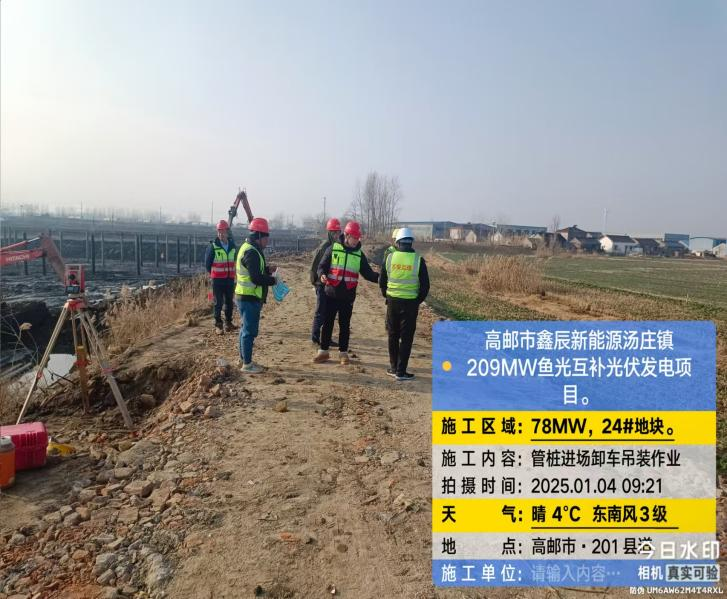 HITACHI
高邮市鑫辰新能源汤庄镇
209MW鱼光互补光伏发电项
目。
施工区域：78MW，24#地块。
施工内容：管桩进场卸车吊装作业
拍摄时间：2025.01.04 09:21
天 气：晴 4℃ 东南风3级
地 点：高邮市·201县道
施工单位：请输入内容…
今日水印
相机 真实可验
防伪 UM6AW62M4T4RXL